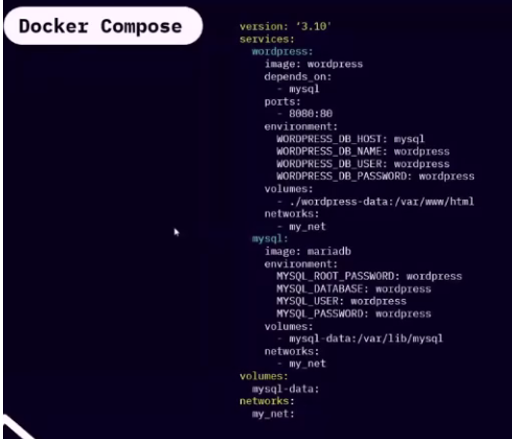 Docker Compose
version: '3.10'
services:
  wordpress:
    image: wordpress
    depends_on:
      - mysql
    ports:
      - 8080:80
    environment:
      WORDPRESS_DB_HOST: mysql
      WORDPRESS_DB_NAME: wordpress
      WORDPRESS_DB_USER: wordpress
      WORDPRESS_DB_PASSWORD: wordpress
    volumes:
      - ./wordpress-data:/var/www/html
    networks:
      - my_net
  mysql:
    image: mariadb
    environment:
      MYSQL_ROOT_PASSWORD: wordpress
      MYSQL_DATABASE: wordpress
      MYSQL_USER: wordpress
      MYSQL_PASSWORD: wordpress
    volumes:
      - mysql-data:/var/lib/mysql
    networks:
      - my_net
volumes:
  mysql-data:
networks:
  my_net: